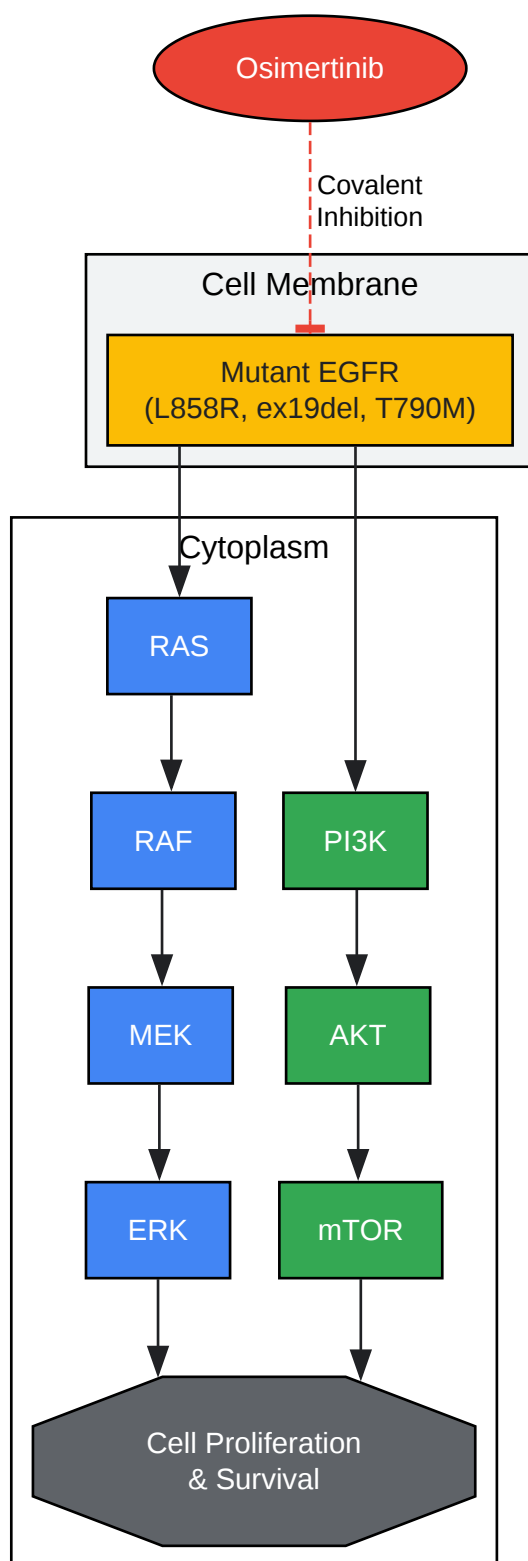 Osimertinib
Covalent
Inhibition
Cell Membrane
Mutant EGFR
(L858R, ex19del, T790M)
Cytoplasm
RAS
RAF
PI3K
MEK
AKT
ERK
mTOR
Cell Proliferation
& Survival